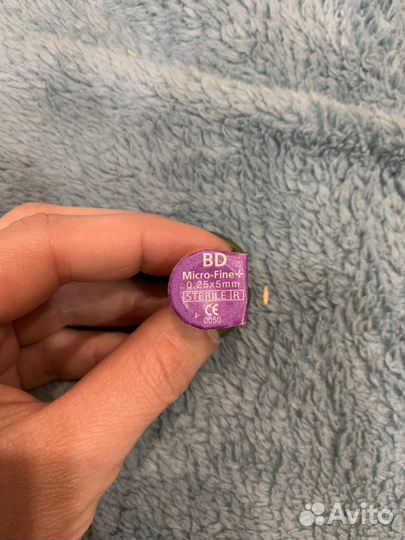 BD
Micro-Fine+
0.25x5mm
STERILE R
CE
0050
Avito